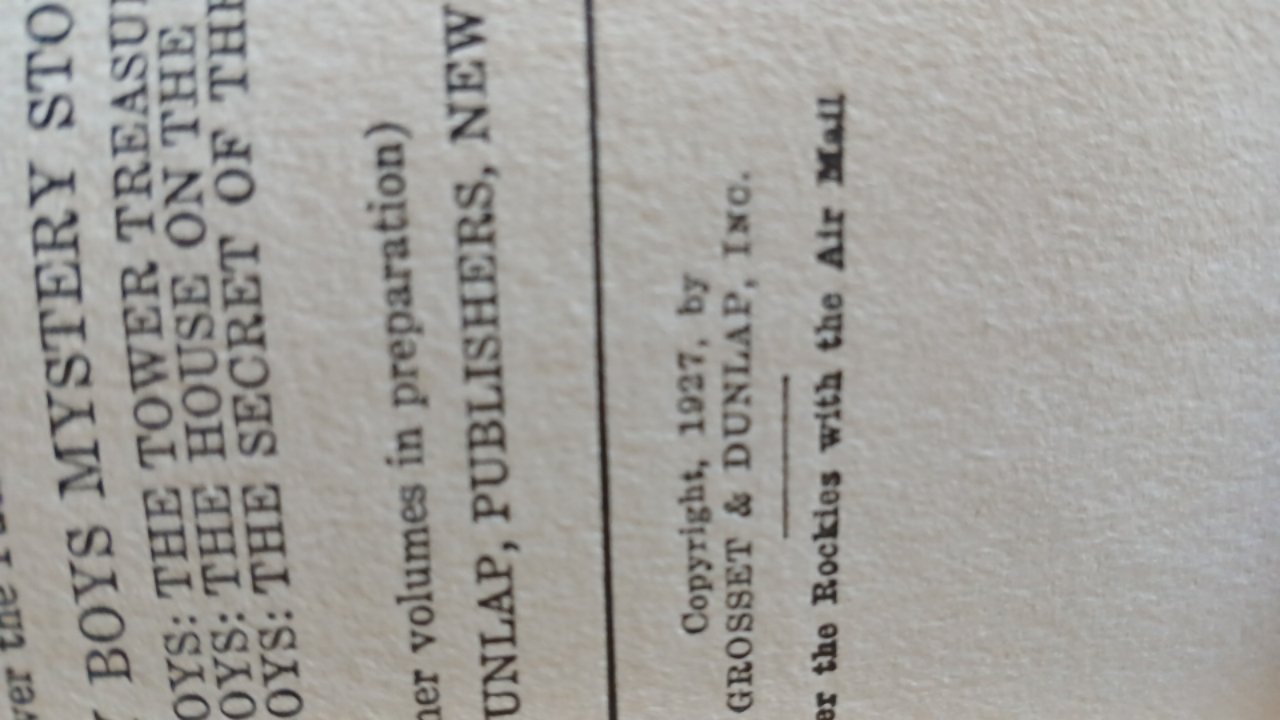 ver the
BOYS MYSTERY STO
OYS: THE TOWER TREASU
OYS: THE HOUSE ON THE
OYS: THE SECRET OF THE
her volumes in preparation)
UNLAP, PUBLISHERS, NEW
Copyright, 1927, by
GROSSET & DUNLAP, INC.
er the Rockies with the Air Mail